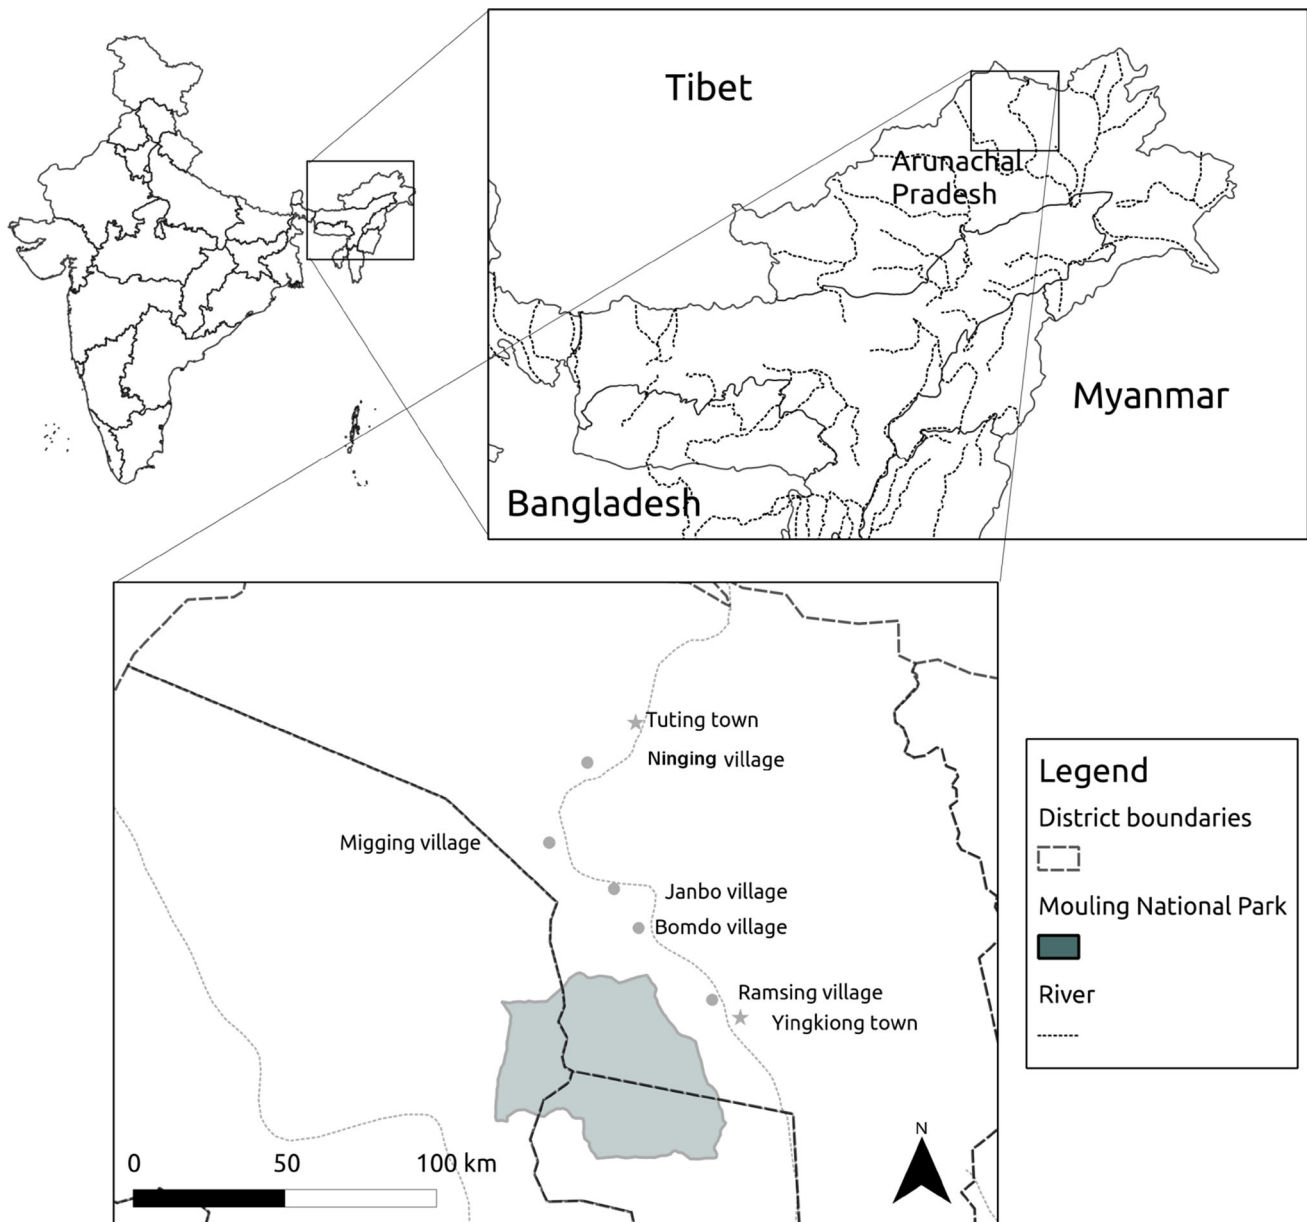 Tibet
Arunachal
Pradesh
Myanmar
Bangladesh
Tuting town
Ninging village
Migging village
Janbo village
Bomdo village
Ramsing village
Yingkiong town
0 50 100 km
N
Legend
District boundaries
Mouling National Park
River